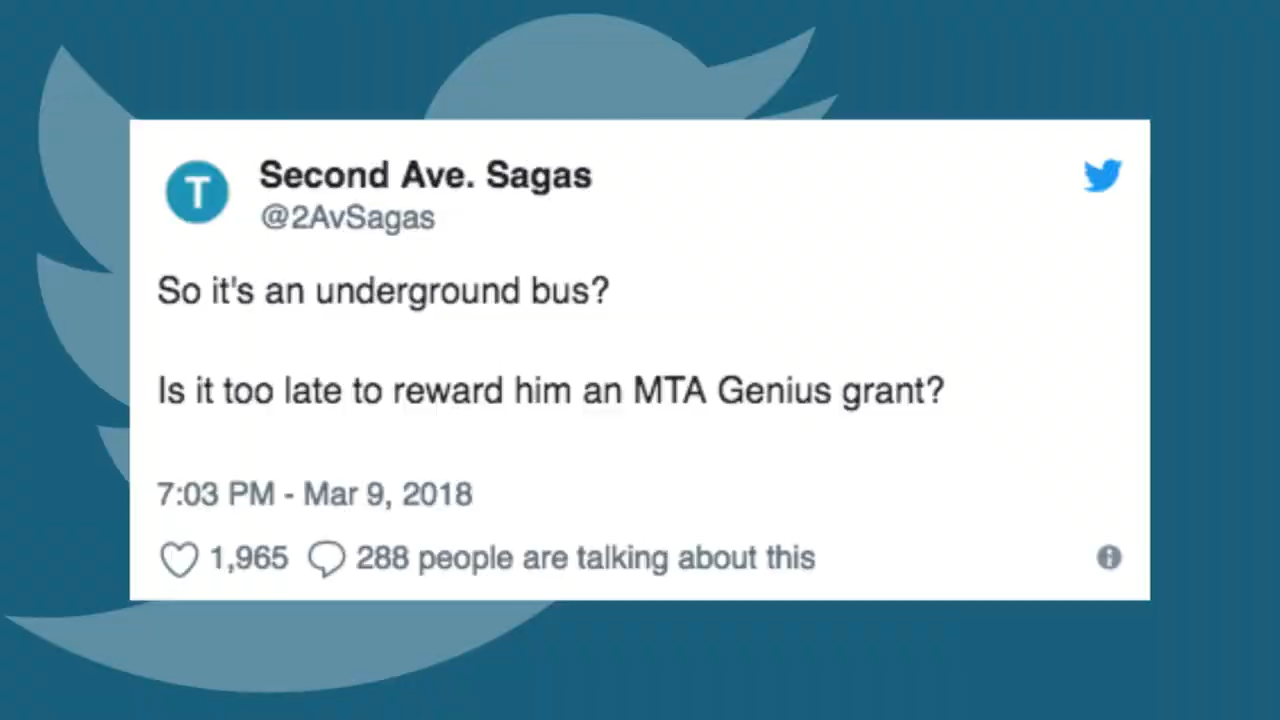 T
Second Ave. Sagas
@2AvSagas
So it's an underground bus?
Is it too late to reward him an MTA Genius grant?
7:03 PM - Mar 9, 2018
1,965 288 people are talking about this